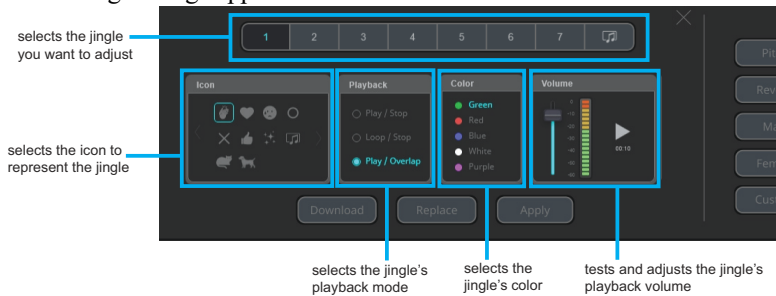 selects the jingle
you want to adjust
1 2 3 4 5 6 7
Icon
Playback
Color
Volume
Play / Stop
Loop / Stop
Play / Overlap
Green
Red
Blue
White
Purple
00:10
selects the icon to
represent the jingle
Download
Replace
Apply
selects the jingle's
playback mode
selects the
jingle's color
tests and adjusts the jingle's
playback volume